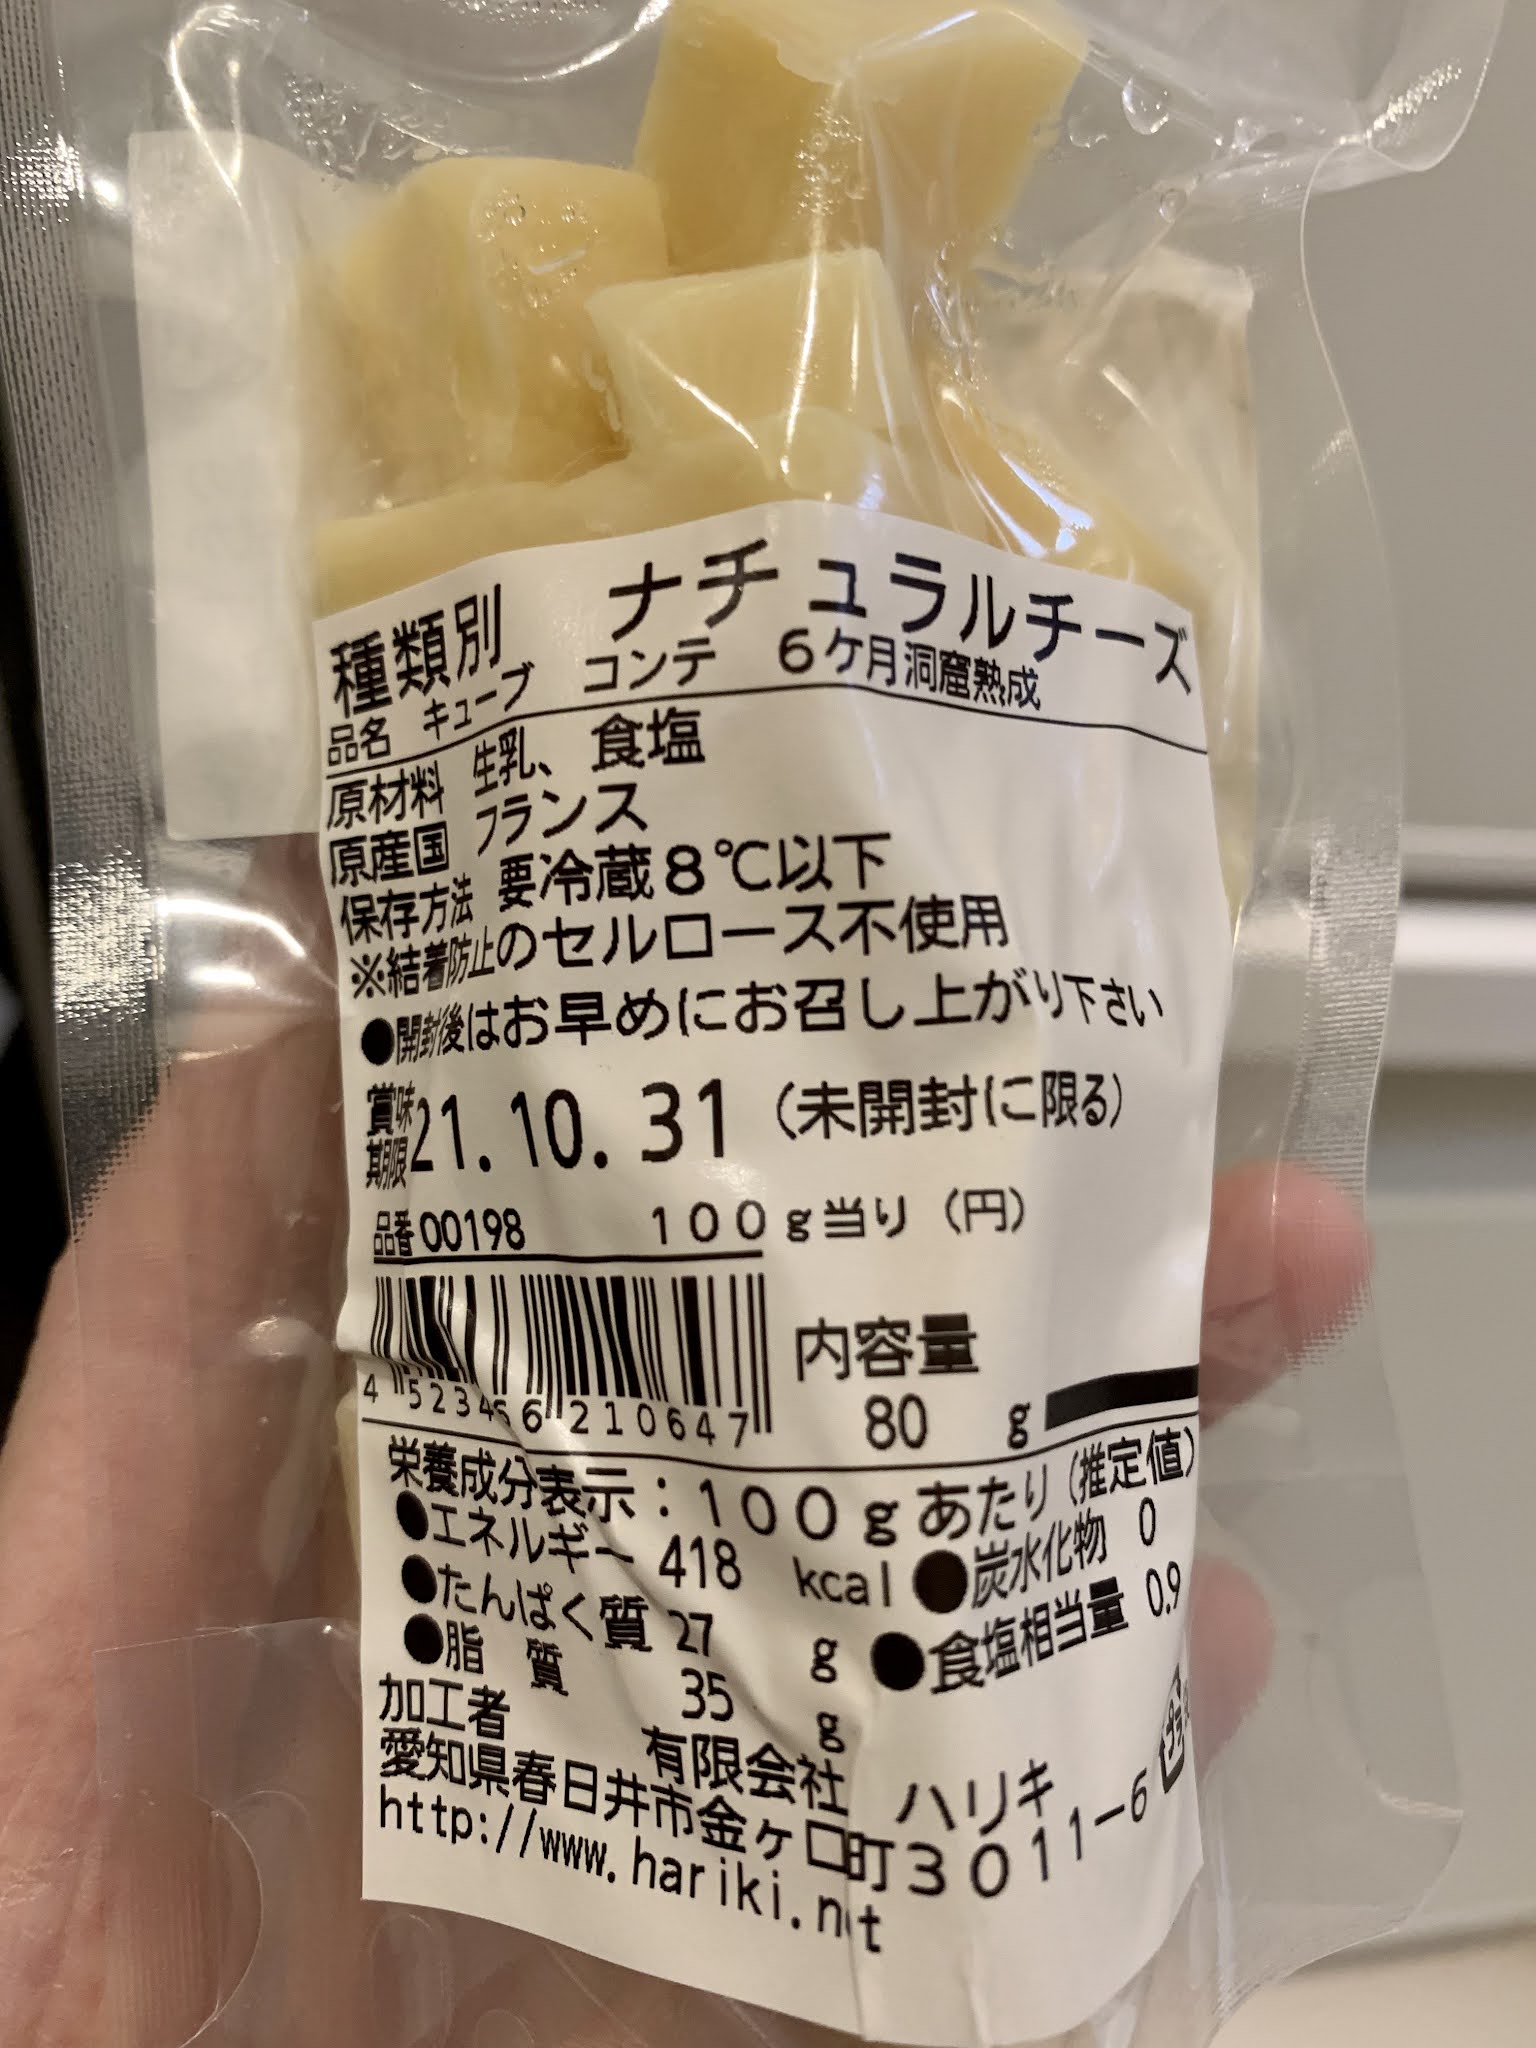 種類別 ナチュラルチーズ
品名 キューブ コンテ 6ケ月洞窟熟成
原材料 生乳、食塩
原産国 フランス
保存方法 要冷蔵8℃以下
※結着防止のセルロース不使用
●開封後はお早めにお召し上がり下さい
賞味期限 21.10.31 (未開封に限る)
品番 00198 100g当り (円)
内容量
80 g
4 523456 210647
栄養成分表示:100gあたり(推定値)
●エネルギー 418 kcal ●炭水化物 0
●たんぱく質 27 g ●食塩相当量 0.9
●脂 質 35 g
加工者 有限会社 ハリキ
愛知県春日井市金ヶ口町3011-6
http://www.hariki.net